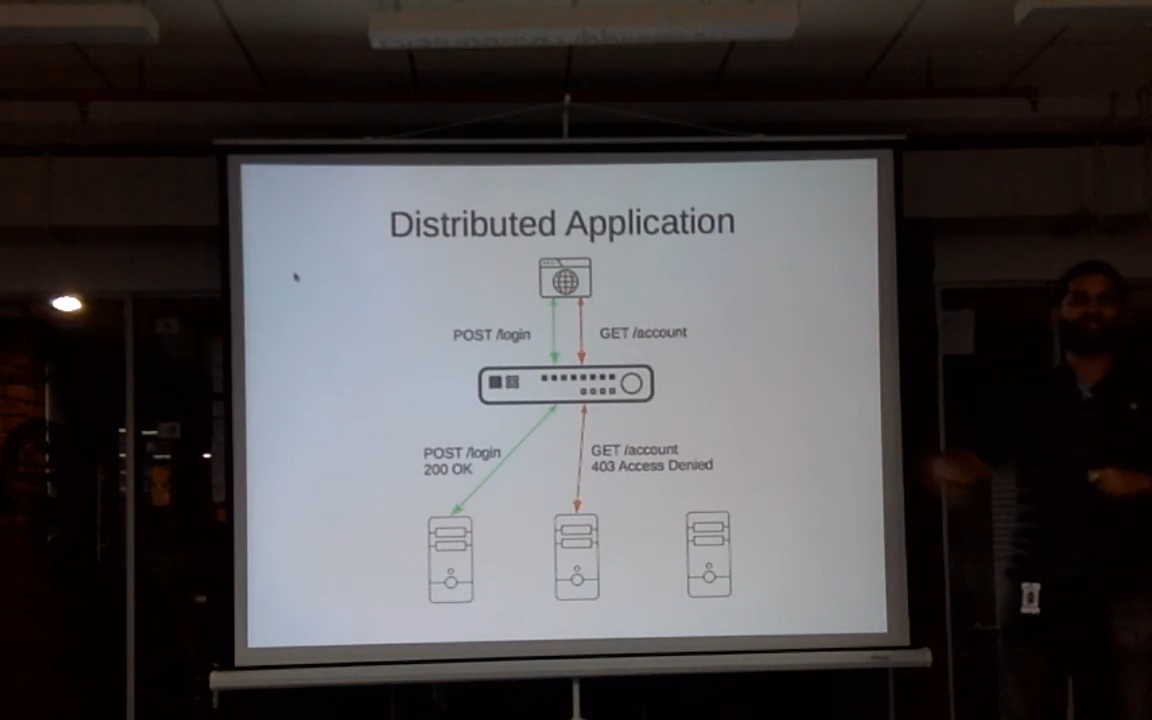 Distributed Application
POST /login
GET /account
POST /login
200 OK
GET /account
403 Access Denied